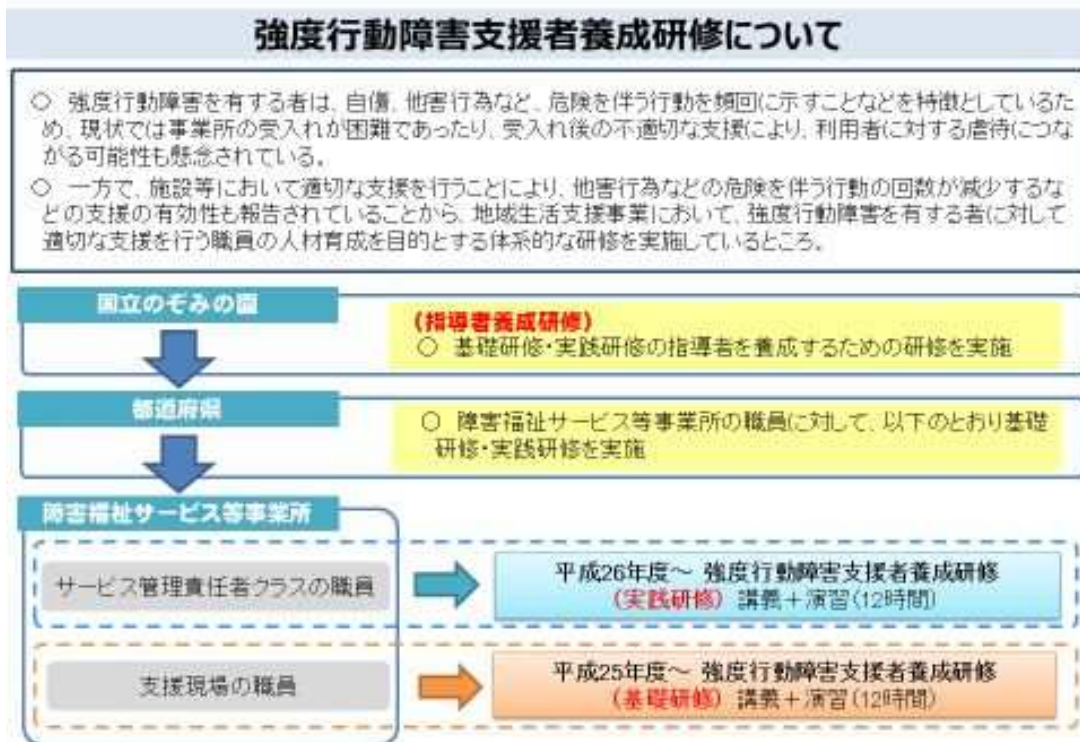 強度行動障害支援者養成研修について
○ 強度行動障害を有する者は、自傷、他害行為など、危険を伴う行動を頻回に示すことなどを特徴としているた
め、現状では事業所の受入れが困難であったり、受入れ後の不適切な支援により、利用者に対する虐待につな
がる可能性も懸念されている。
○ 一方で、施設等において適切な支援を行うことにより、他害行為などの危険を伴う行動の回数が減少するな
どの支援の有効性も報告されていることから、地域生活支援事業において、強度行動障害を有する者に対して
適切な支援を行う職員の人材育成を目的とする体系的な研修を実施しているところ。
国立のぞみの園
(指導者養成研修)
○ 基礎研修・実践研修の指導者を養成するための研修を実施
都道府県
○ 障害福祉サービス等事業所の職員に対して、以下のとおり基礎
研修・実践研修を実施
障害福祉サービス等事業所
サービス管理責任者クラスの職員
平成26年度～ 強度行動障害支援者養成研修
(実践研修) 講義+演習(12時間)
支援現場の職員
平成25年度～ 強度行動障害支援者養成研修
(基礎研修) 講義+演習(12時間)